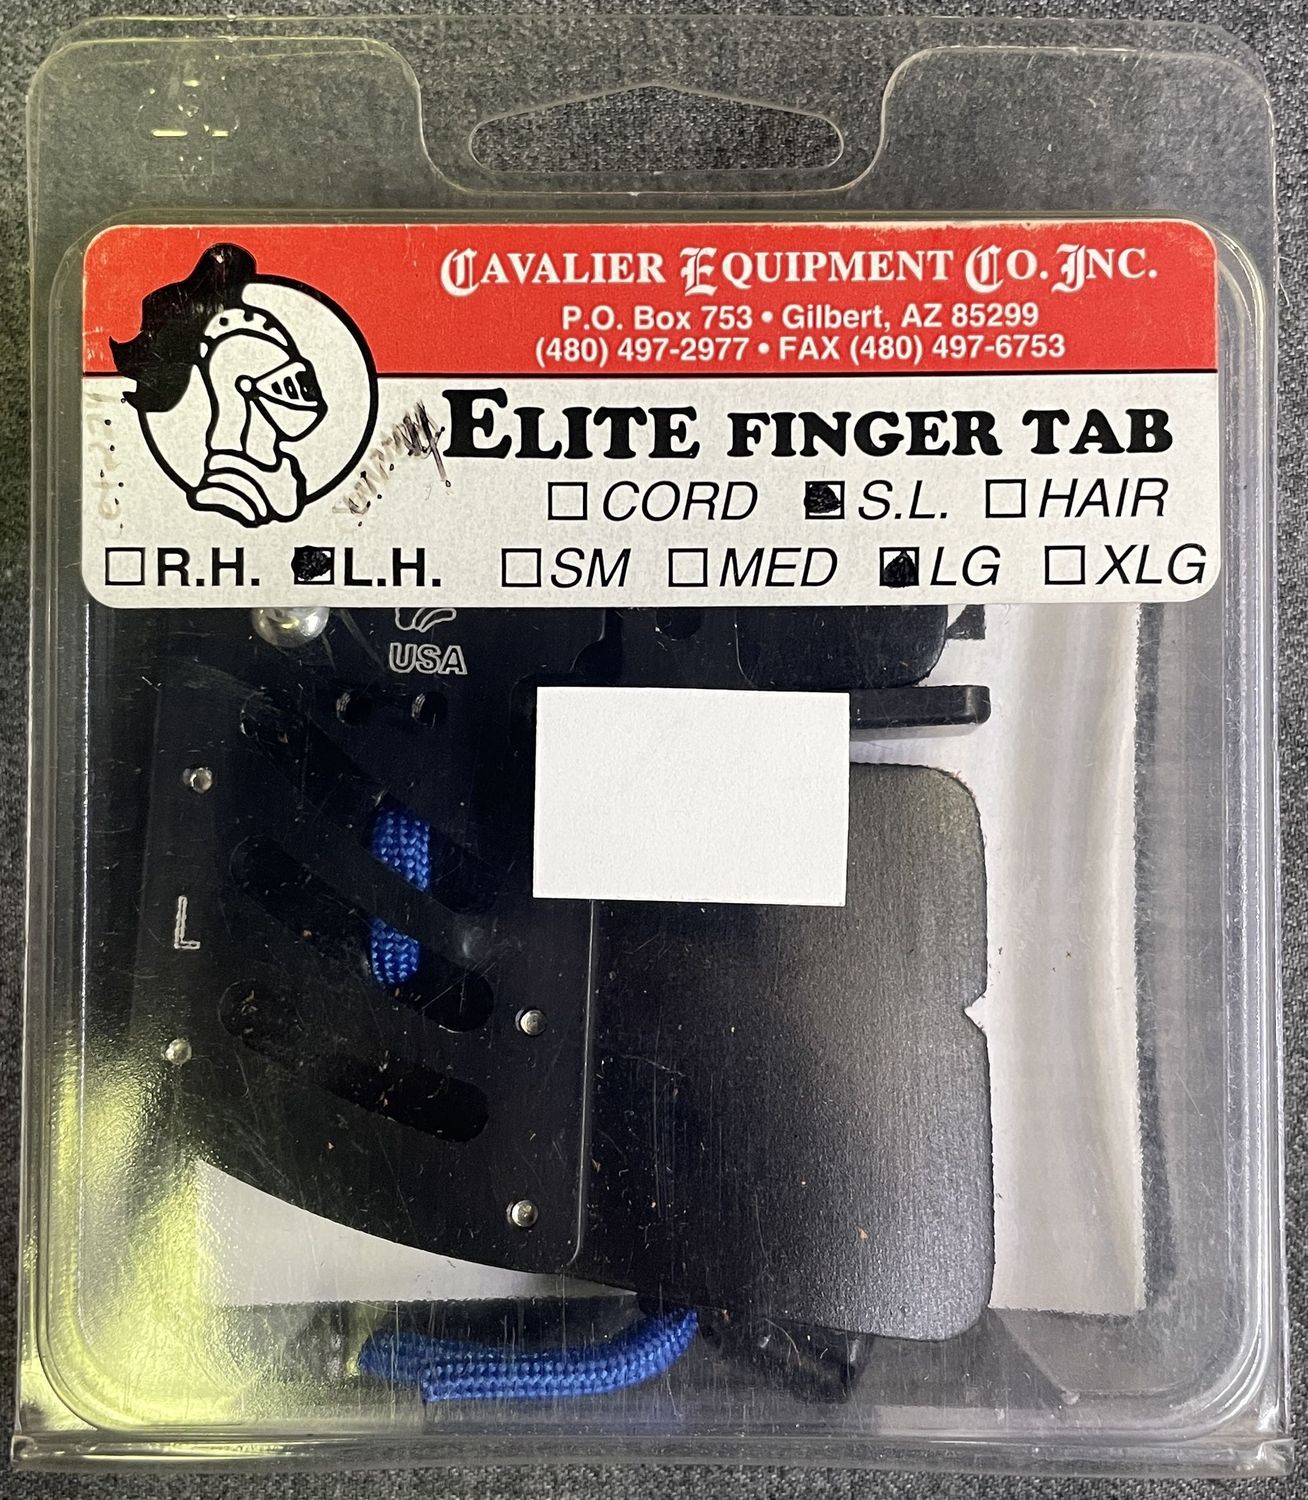 CAVALIER EQUIPMENT CO. INC.
P.O. Box 753 • Gilbert, AZ 85299
(480) 497-2977 • FAX (480) 497-6753
ELITE FINGER TAB
☐ CORD ☑ S.L. ☐ HAIR
☐ R.H. ☑ L.H. ☐ SM ☐ MED ☑ LG ☐ XLG
USA
L